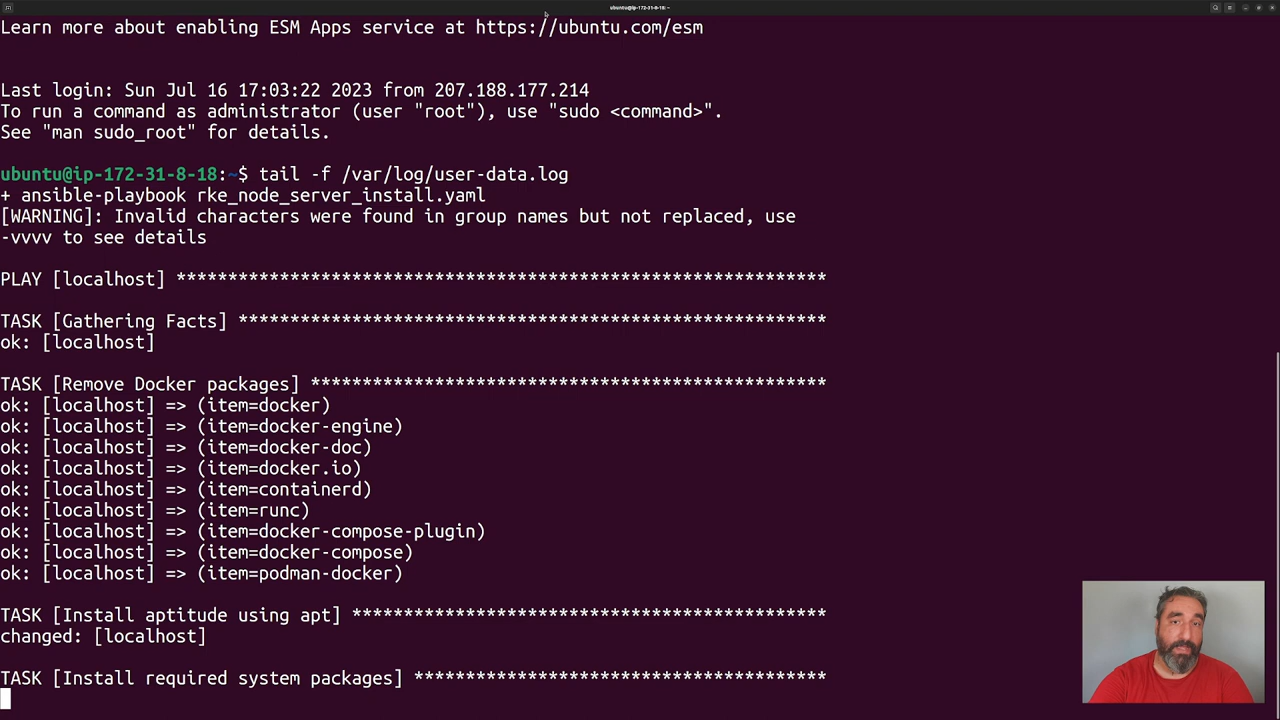 ubuntu@ip-172-31-8-18: ~
Learn more about enabling ESM Apps service at https://ubuntu.com/esm
Last login: Sun Jul 16 17:03:22 2023 from 207.188.177.214
To run a command as administrator (user "root"), use "sudo <command>".
See "man sudo_root" for details.
ubuntu@ip-172-31-8-18:~$ tail -f /var/log/user-data.log
+ ansible-playbook rke_node_server_install.yaml
[WARNING]: Invalid characters were found in group names but not replaced, use
-vvvv to see details
PLAY [localhost] ***************************************************************
TASK [Gathering Facts] *********************************************************
ok: [localhost]
TASK [Remove Docker packages] **************************************************
ok: [localhost] => (item=docker)
ok: [localhost] => (item=docker-engine)
ok: [localhost] => (item=docker-doc)
ok: [localhost] => (item=docker.io)
ok: [localhost] => (item=containerd)
ok: [localhost] => (item=runc)
ok: [localhost] => (item=docker-compose-plugin)
ok: [localhost] => (item=docker-compose)
ok: [localhost] => (item=podman-docker)
TASK [Install aptitude using apt] **********************************************
changed: [localhost]
TASK [Install required system packages] ****************************************